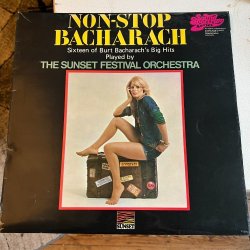 NON-STOP
BACHARACH
Sixteen of Burt Bacharach's Big Hits
Played by
THE SUNSET FESTIVAL ORCHESTRA
SUNSET